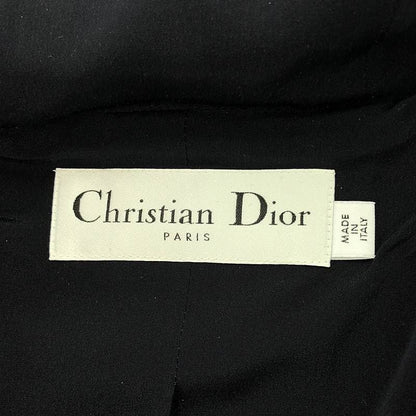 Christian Dior
PARIS
MADE
IN
ITALY